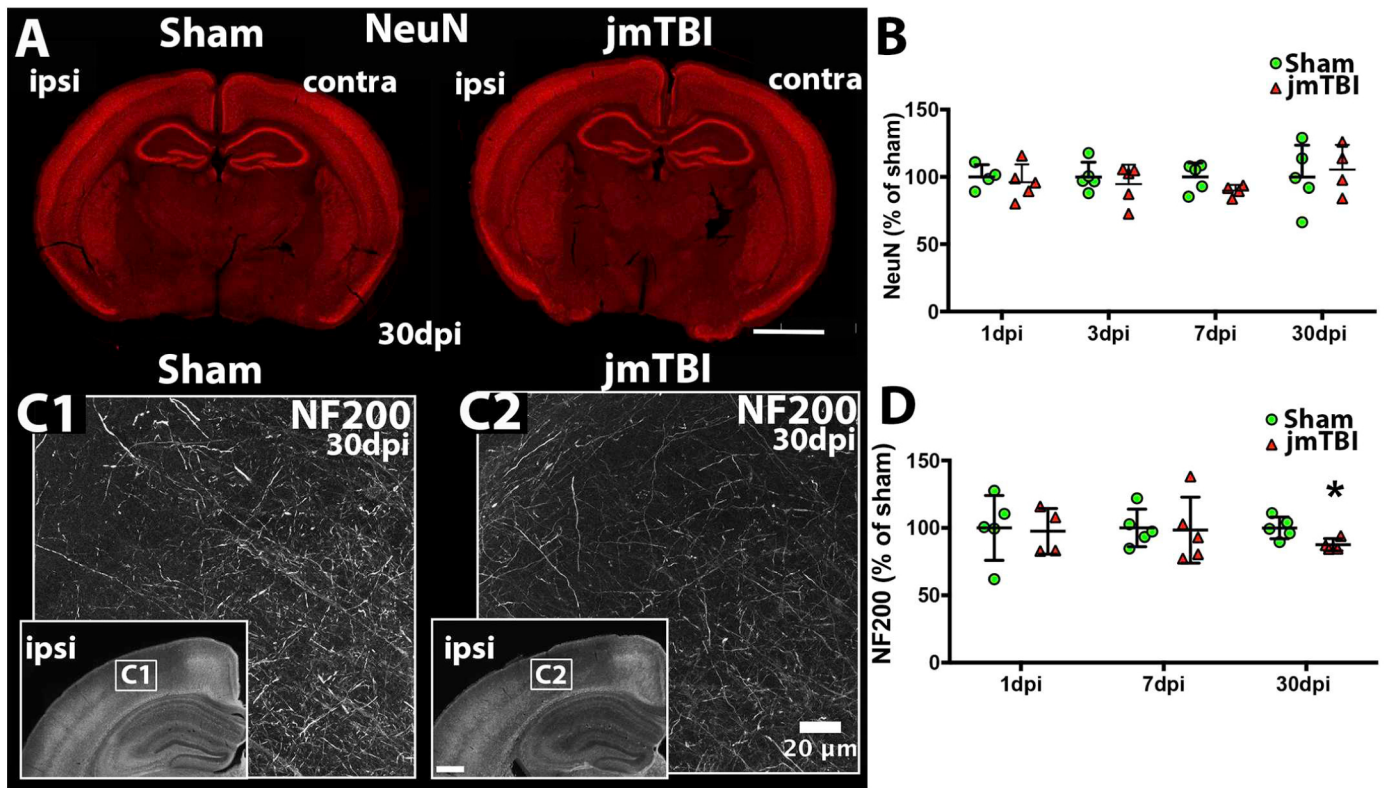 A
Sham
NeuN
jmTBI
ipsi
contra
ipsi
contra
30dpi
B
Sham
jmTBI
NeuN (% of sham)
150
100
50
0
1dpi
3dpi
7dpi
30dpi
Sham
jmTBI
C1
NF200
30dpi
ipsi
C1
C2
NF200
30dpi
ipsi
C2
20 µm
D
Sham
jmTBI
*
NF200 (% of sham)
150
100
50
0
1dpi
7dpi
30dpi